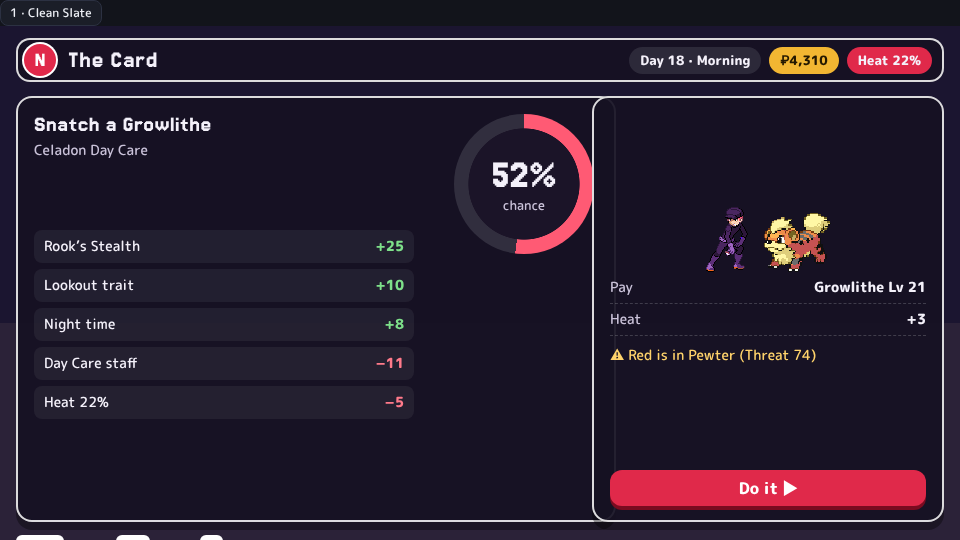 1 · Clean Slate
N
The Card
Day 18 · Morning
₽4,310
Heat 22%
Snatch a Growlithe
Celadon Day Care
52%
chance
Rook's Stealth +25
Lookout trait +10
Night time +8
Day Care staff −11
Heat 22% −5
Pay Growlithe Lv 21
Heat +3
⚠ Red is in Pewter (Threat 74)
Do it ▶